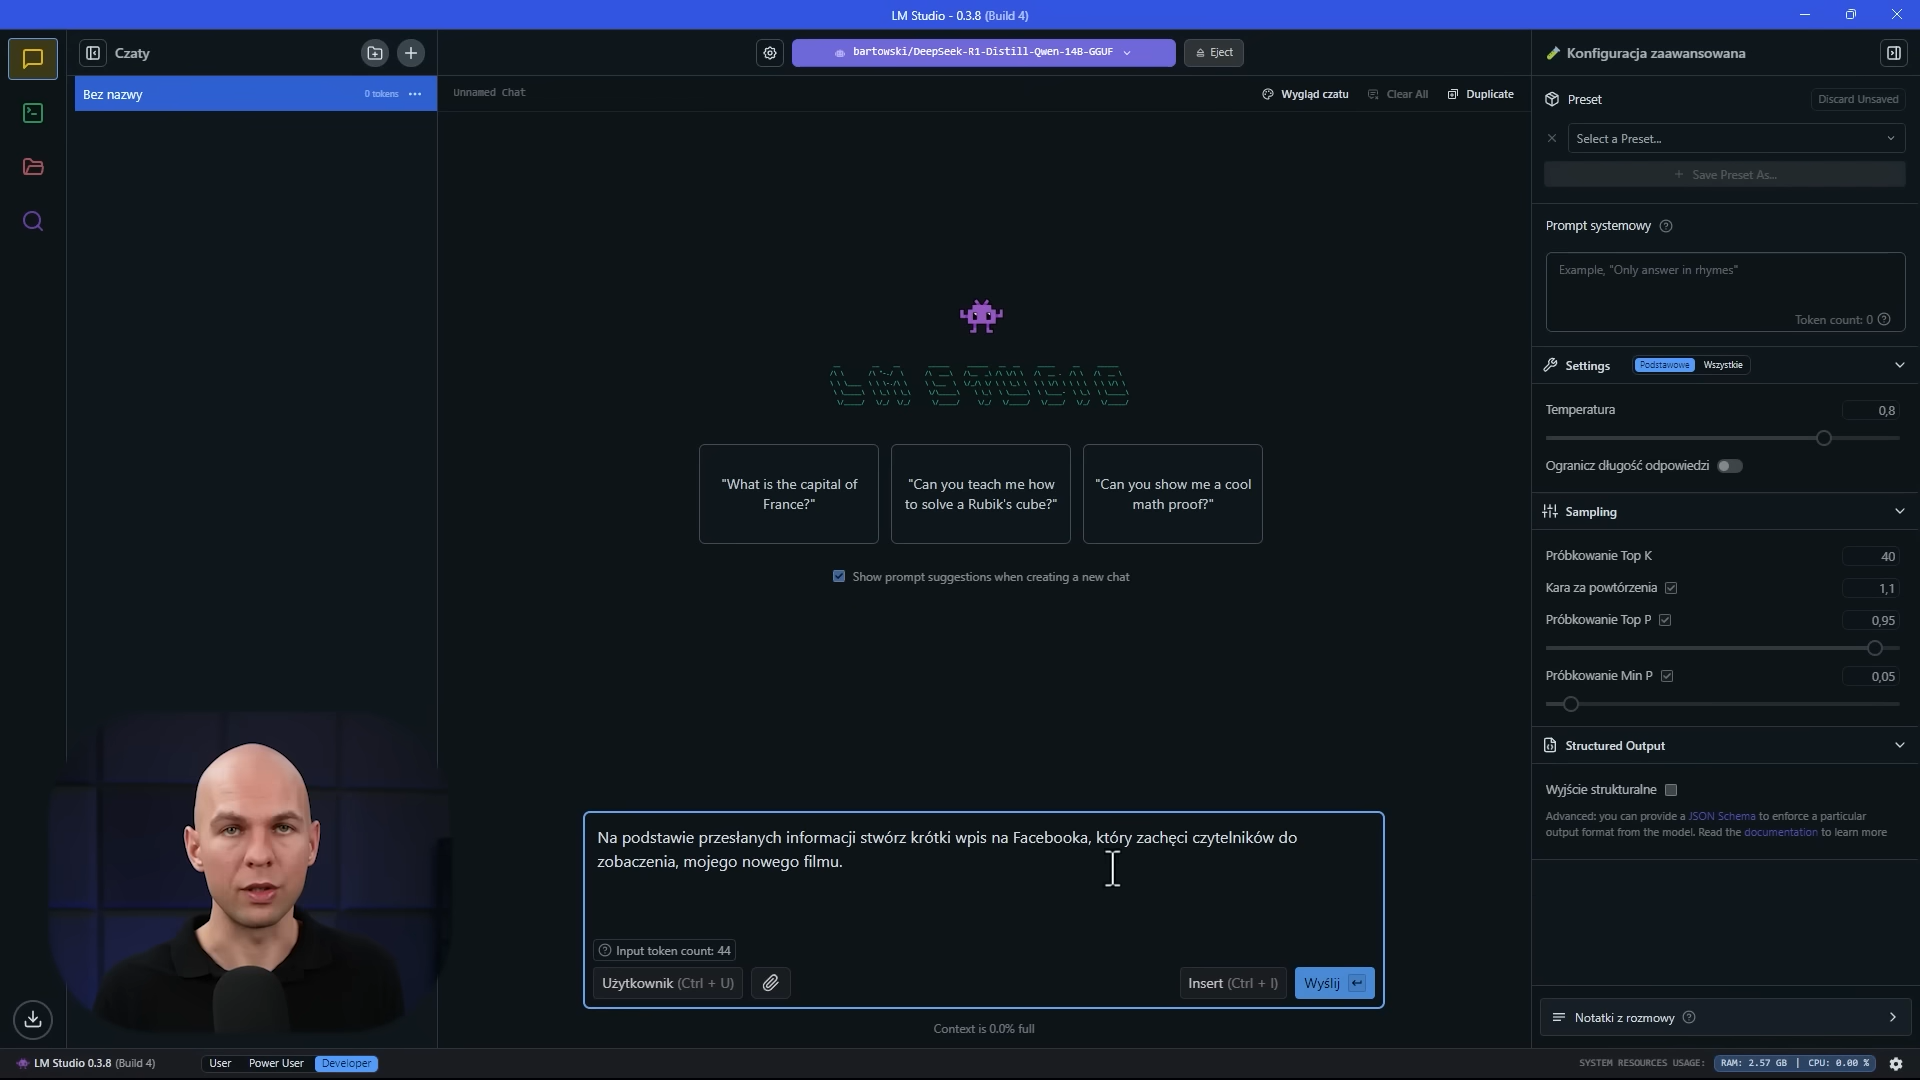 LM Studio - 0.3.8 (Build 4)
Czaty
bartowski/DeepSeek-R1-Distill-Qwen-14B-GGUF
Eject
Konfiguracja zaawansowana
Bez nazwy
0 tokens
Unnamed Chat
Wygląd czatu
Clear All
Duplicate
Preset
Discard Unsaved
Select a Preset...
+ Save Preset As...
Prompt systemowy
Example, "Only answer in rhymes"
Token count: 0
Settings
Podstawowe
Wszystkie
Temperatura
0,8
Ogranicz długość odpowiedzi
Sampling
Próbkowanie Top K
40
Kara za powtórzenia
1,1
Próbkowanie Top P
0,95
Próbkowanie Min P
0,05
Structured Output
Wyjście strukturalne
Advanced: you can provide a JSON Schema to enforce a particular
output format from the model. Read the documentation to learn more
Notatki z rozmowy
LM STUDIO
"What is the capital of
France?"
"Can you teach me how
to solve a Rubik's cube?"
"Can you show me a cool
math proof?"
Show prompt suggestions when creating a new chat
Na podstawie przesłanych informacji stwórz krótki wpis na Facebooka, który zachęci czytelników do
zobaczenia, mojego nowego filmu.
Input token count: 44
Użytkownik (Ctrl + U)
Insert (Ctrl + I)
Wyślij
Context is 0.0% full
LM Studio 0.3.8 (Build 4)
User
Power User
Developer
SYSTEM RESOURCES USAGE:
RAM: 2.57 GB | CPU: 0.00 %